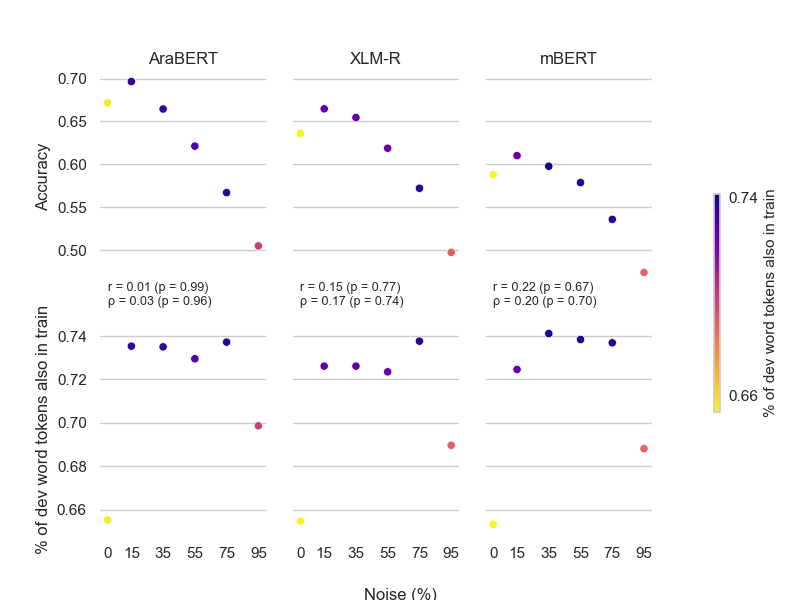 AraBERT XLM-R mBERT
0.70
0.65
0.60
0.55
0.50
Accuracy
r = 0.01 (p = 0.99)
ρ = 0.03 (p = 0.96)
r = 0.15 (p = 0.77)
ρ = 0.17 (p = 0.74)
r = 0.22 (p = 0.67)
ρ = 0.20 (p = 0.70)
0.74
0.72
0.70
0.68
0.66
% of dev word tokens also in train
0 15 35 55 75 95
0 15 35 55 75 95
0 15 35 55 75 95
Noise (%)
0.74
0.66
% of dev word tokens also in train